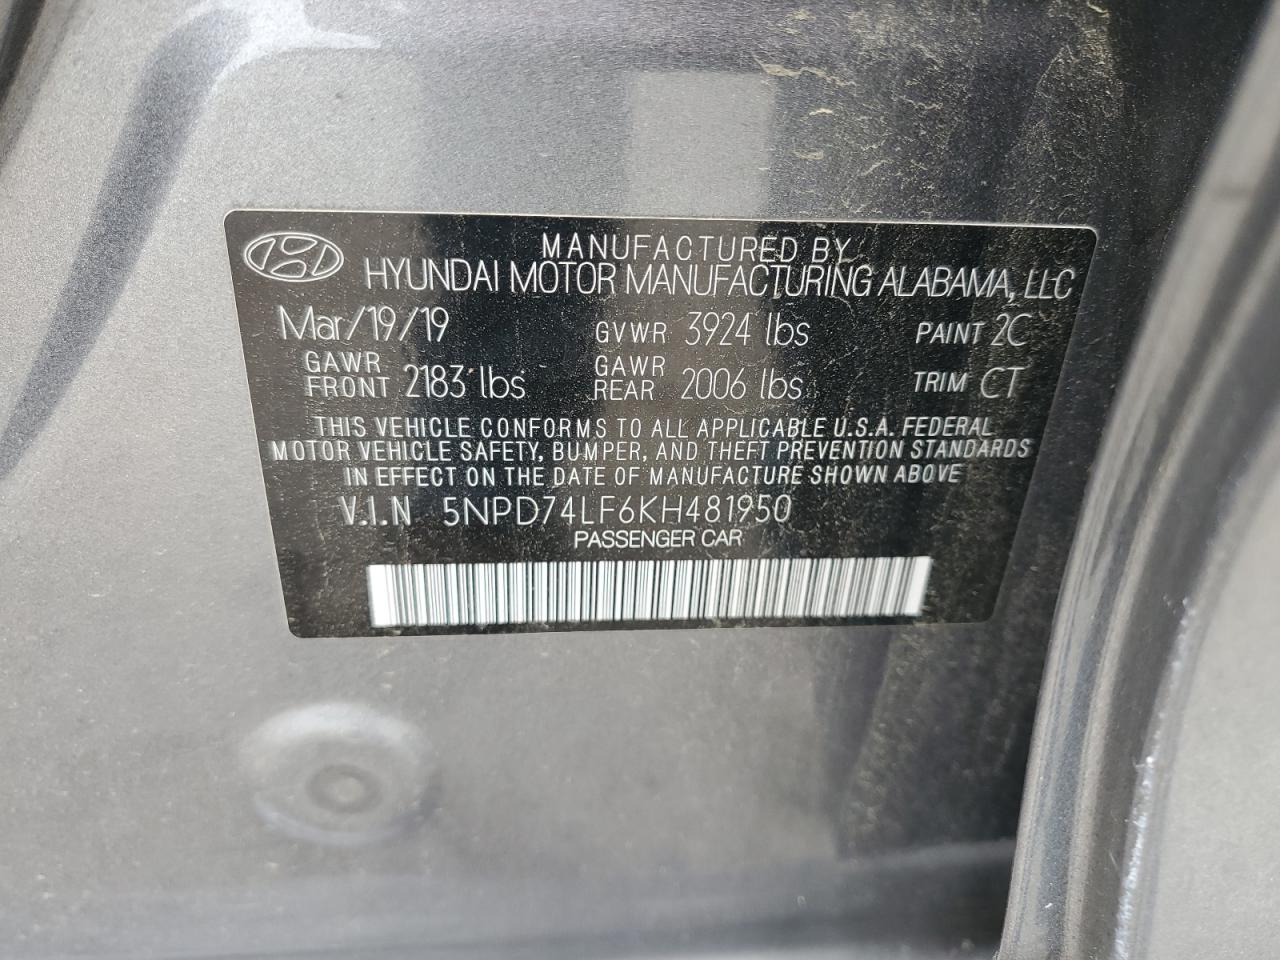 MANUFACTURED BY
HYUNDAI MOTOR MANUFACTURING ALABAMA, LLC
Mar/19/19 GVWR 3924 lbs PAINT 2C
GAWR FRONT 2183 lbs GAWR REAR 2006 lbs TRIM CT
THIS VEHICLE CONFORMS TO ALL APPLICABLE U.S.A. FEDERAL
MOTOR VEHICLE SAFETY, BUMPER, AND THEFT PREVENTION STANDARDS
IN EFFECT ON THE DATE OF MANUFACTURE SHOWN ABOVE
V.I.N 5NPD74LF6KH481950
PASSENGER CAR